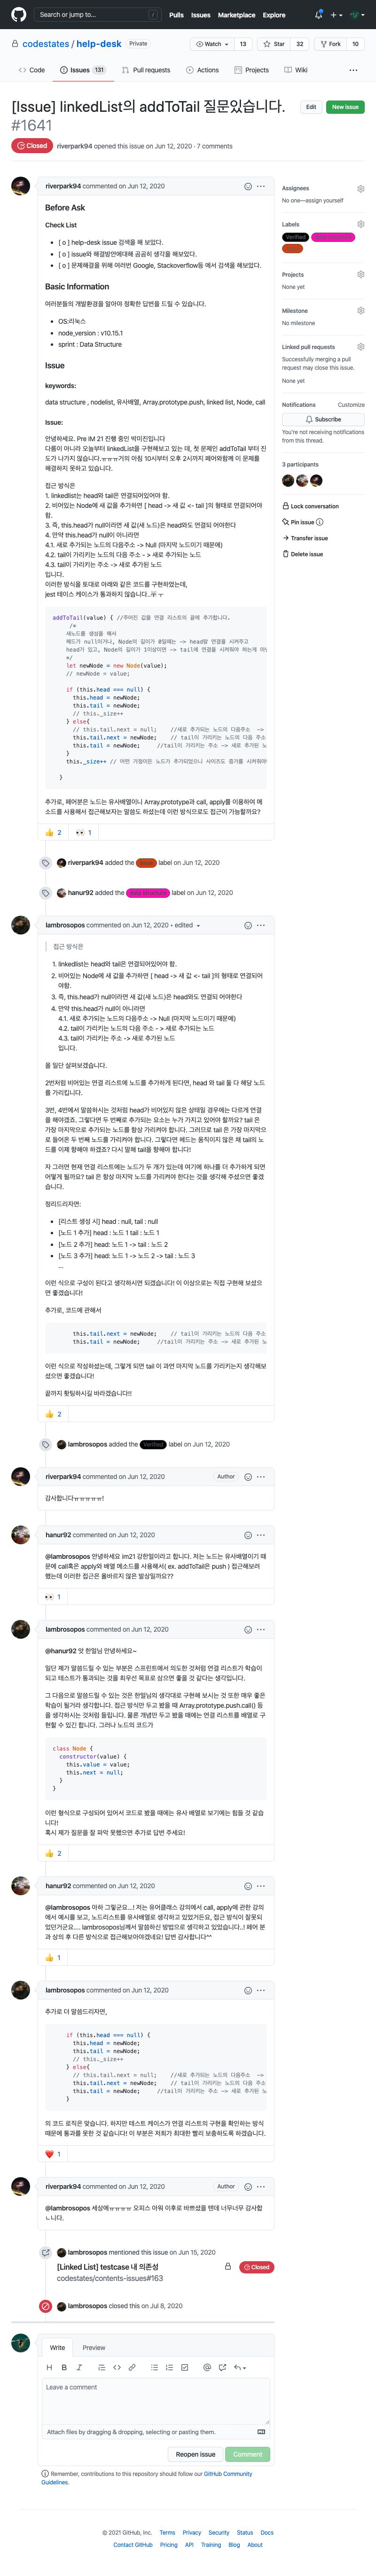 Search or jump to...
/
Pulls Issues Marketplace Explore
codestates / help-desk Private
Watch 13 Star 32 Fork 10
Code Issues 131 Pull requests Actions Projects Wiki
[Issue] linkedList의 addToTail 질문있습니다.
#1641
Edit New issue
Closed riverpark94 opened this issue on Jun 12, 2020 · 7 comments
riverpark94 commented on Jun 12, 2020
Before Ask
Check List
[ o ] help-desk issue 검색을 해 보았다.
[ o ] issue와 해결방안에대해 곰곰히 생각을 해보았다.
[ o ] 문제해결을 위해 여러번 Google, Stackoverflow등 에서 검색을 해보았다.
Basic Information
여러분들의 개발환경을 알아야 정확한 답변을 드릴 수 있습니다.
OS:리눅스
node_version : v10.15.1
sprint : Data Structure
Issue
keywords:
data structure , nodelist, 유사배열, Array.prototype.push, linked list, Node, call
Issue:
안녕하세요. Pre IM 21 진행 중인 박미진입니다
다름이 아니라 오늘부터 linkedList를 구현해보고 있는 데, 첫 문제인 addToTail 부터 진
도가 나가지 않습니다.ㅠㅠㅠ거의 아침 10시부터 오후 2시까지 페어와함께 이 문제를
해결하지 못하고 있습니다.
접근 방식은
1. linkedlist는 head와 tail은 연결되어있어야 함.
2. 비어있는 Node에 새 값을 추가하면 [ head -> 새 값 <- tail ]의 형태로 연결되어야
함.
3. 즉, this.head가 null이라면 새 값(새 노드)은 head와도 연결되 어야한다
4. 만약 this.head가 null이 아니라면
4.1. 새로 추가되는 노드의 다음주소 -> Null (마지막 노드이기 때문에)
4.2. tail이 가리키는 노드의 다음 주소 - > 새로 추가되는 노드
4.3. tail이 가리키는 주소 -> 새로 추가된 노드
입니다.
이러한 방식을 토대로 아래와 같은 코드를 구현하였는데,
jest 테이스 케이스가 통과하지 않습니다..ㅠㅜ
addToTail(value) { //주어진 값을 연결 리스트의 끝에 추가합니다.
/*
새노드를 생성을 해서
헤드가 null이거나, Node의 길이가 0일때는 -> head랑 연결을 시켜주고
head가 있고, Node의 길이가 1이상이면 -> tail에 연결을 시켜줘야 하는게 아닌
*/
let newNode = new Node(value);
// newNode = value;
if (this.head === null) {
this.head = newNode;
this.tail = newNode;
// this._size++
} else{
// this.tail.next = null; //새로 추가되는 노드의 다음주소 ->
this.tail.next = newNode; // tail이 가리키는 노드의 다음 주소
this.tail = newNode; //tail이 가리키는 주소 -> 새로 추가된 노
}
this._size++ // 어떤 가정이든 노드가 추가되었으니 사이즈도 증가를 시켜줘야
}
추가로, 페어분은 노드는 유사배열이니 Array.prototype과 call, apply를 이용하여 메
소드를 사용해서 접근해보자는 말씀도 하셨는데 이런 방식으로도 접근이 가능할까요?
2 1
riverpark94 added the label on Jun 12, 2020
hanur92 added the data structure label on Jun 12, 2020
lambrosopos commented on Jun 12, 2020 • edited
접근 방식은
1. linkedlist는 head와 tail은 연결되어있어야 함.
2. 비어있는 Node에 새 값을 추가하면 [ head -> 새 값 <- tail ]의 형태로 연결되어
야함.
3. 즉, this.head가 null이라면 새 값(새 노드)은 head와도 연결되 어야한다
4. 만약 this.head가 null이 아니라면
4.1. 새로 추가되는 노드의 다음주소 -> Null (마지막 노드이기 때문에)
4.2. tail이 가리키는 노드의 다음 주소 - > 새로 추가되는 노드
4.3. tail이 가리키는 주소 -> 새로 추가된 노드
입니다.
을 일단 살펴보겠습니다.
2번처럼 비어있는 연결 리스트에 노드를 추가하게 된다면, head 와 tail 둘 다 해당 노드
를 가리킵니다.
3번, 4번에서 말씀하시는 것처럼 head가 비어있지 않은 상태일 경우에는 다르게 연결
을 해야겠죠. 그렇다면 두 번째로 추가되는 요소는 누가 가지고 있어야 할까요? tail 은
가장 마지막으로 추가되는 노드를 항상 가리켜야 합니다. 그러므로 tail 은 가장 마지막으
로 들어온 두 번째 노드를 가리켜야 합니다. 그렇다면 헤드는 움직이지 않은 채 tail의 노
드를 이제 향해야 하겠죠? 다시 말해 tail을 향해야 합니다!
자 그러면 현재 연결 리스트에는 노드가 두 개가 있는데 여기에 하나를 더 추가하게 되면
어떻게 될까요? tail 은 항상 마지막 노드를 가리켜야 한다는 것을 생각해 주셨으면 좋겠
습니다.
정리드리자면:
[리스트 생성 시] head : null, tail : null
[노드 1 추가] head : 노드 1 tail : 노드 1
[노드 2 추가] head: 노드 1 -> tail : 노드 2
[노드 3 추가] head: 노드 1 -> 노드 2 -> tail : 노드 3
...
이런 식으로 구성이 된다고 생각하시면 되겠습니다! 이 이상으로는 직접 구현해 보셨으
면 좋겠습니다!
추가로, 코드에 관해서
this.tail.next = newNode; // tail이 가리키는 노드의 다음 주소
this.tail = newNode; //tail이 가리키는 주소 -> 새로 추가된 노
이런 식으로 작성하셨는데, 그렇게 되면 tail 이 과연 마지막 노드를 가리키는지 생각해보
셨으면 좋겠습니다!
끝까지 홧팅하시길 바라겠습니다!!
2
lambrosopos added the Verified label on Jun 12, 2020
riverpark94 commented on Jun 12, 2020 Author
감사합니다ㅠㅠㅠㅠㅠ!
hanur92 commented on Jun 12, 2020
@lambrosopos 안녕하세요 im21 강한일이라고 합니다. 저는 노드는 유사배열이기 때
문에 call혹은 apply와 배열 메소드를 사용해서( ex. addToTail은 push ) 접근해보려
했는데 이러한 접근은 올바르지 않은 발상일까요??
1
lambrosopos commented on Jun 12, 2020
@hanur92 앗 한일님 안녕하세요~
일단 제가 말씀드릴 수 있는 부분은 스프린트에서 의도한 것처럼 연결 리스트가 학습이
되고 테스트가 통과되는 것을 최우선 목표로 삼으면 좋을 것 같다는 생각입니다.
그 다음으로 말씀드릴 수 있는 것은 한일님의 생각대로 구현해 보시는 것 또한 매우 좋은
학습이 될거라 생각합니다. 접근 방식만 두고 봤을 때 Array.prototype.push.call() 등
을 생각하시는 것처럼 들립니다. 물론 개념만 두고 봤을 때에는 연결 리스트를 배열로 구
현할 수 있긴 합니다. 그러나 노드의 코드가
class Node {
constructor(value) {
this.value = value;
this.next = null;
}
}
이런 형식으로 구성되어 있어서 코드로 봤을 때에는 유사 배열로 보기에는 힘들 것 같습
니다!
혹시 제가 질문을 잘 파악 못했으면 추가로 답변 주세요!
2
hanur92 commented on Jun 12, 2020
@lambrosopos 아하 그렇군요...! 저는 유어클래스 강의에서 call, apply에 관한 강의
에서 예시를 보고, 노드리스트를 유사배열로 생각하고 있었거든요, 접근 방식이 잘못되
었던거군요.... lambrosopos님께서 말씀하신 방법으로 생각하고 있었습니다..! 페어 분
과 상의 후 다른 방식으로 접근해보아야겠네요! 답변 감사합니다^^
1
lambrosopos commented on Jun 12, 2020
추가로 더 말씀드리자면,
if (this.head === null) {
this.head = newNode;
this.tail = newNode;
// this._size++
} else{
// this.tail.next = null; //새로 추가되는 노드의 다음주소 ->
this.tail.next = newNode; // tail이 가리키는 노드의 다음 주소
this.tail = newNode; //tail이 가리키는 주소 -> 새로 추가된 노
}
의 코드 로직은 맞습니다. 하지만 테스트 케이스가 연결 리스트의 구현을 확인하는 방식
때문에 통과를 못한 것 같습니다! 이 부분은 저희가 최대한 빨리 보충하도록 하겠습니다.
1
riverpark94 commented on Jun 12, 2020 Author
@lambrosopos 세상에ㅠㅠㅠㅠ 오피스 아워 이후로 바쁘셨을 텐데 너무너무 감사합
ㄴ니다.
lambrosopos mentioned this issue on Jun 15, 2020
[Linked List] testcase 내 의존성 Closed
codestates/contents-issues#163
lambrosopos closed this on Jul 8, 2020
Write Preview
Leave a comment
Attach files by dragging & dropping, selecting or pasting them.
Reopen issue Comment
Remember, contributions to this repository should follow our GitHub Community
Guidelines.
Assignees
No one—assign yourself
Labels
Verified data structure
Projects
None yet
Milestone
No milestone
Linked pull requests
Successfully merging a pull
request may close this issue.
None yet
Notifications Customize
Subscribe
You're not receiving notifications
from this thread.
3 participants
Lock conversation
Pin issue
Transfer issue
Delete issue
© 2021 GitHub, Inc. Terms Privacy Security Status Docs
Contact GitHub Pricing API Training Blog About